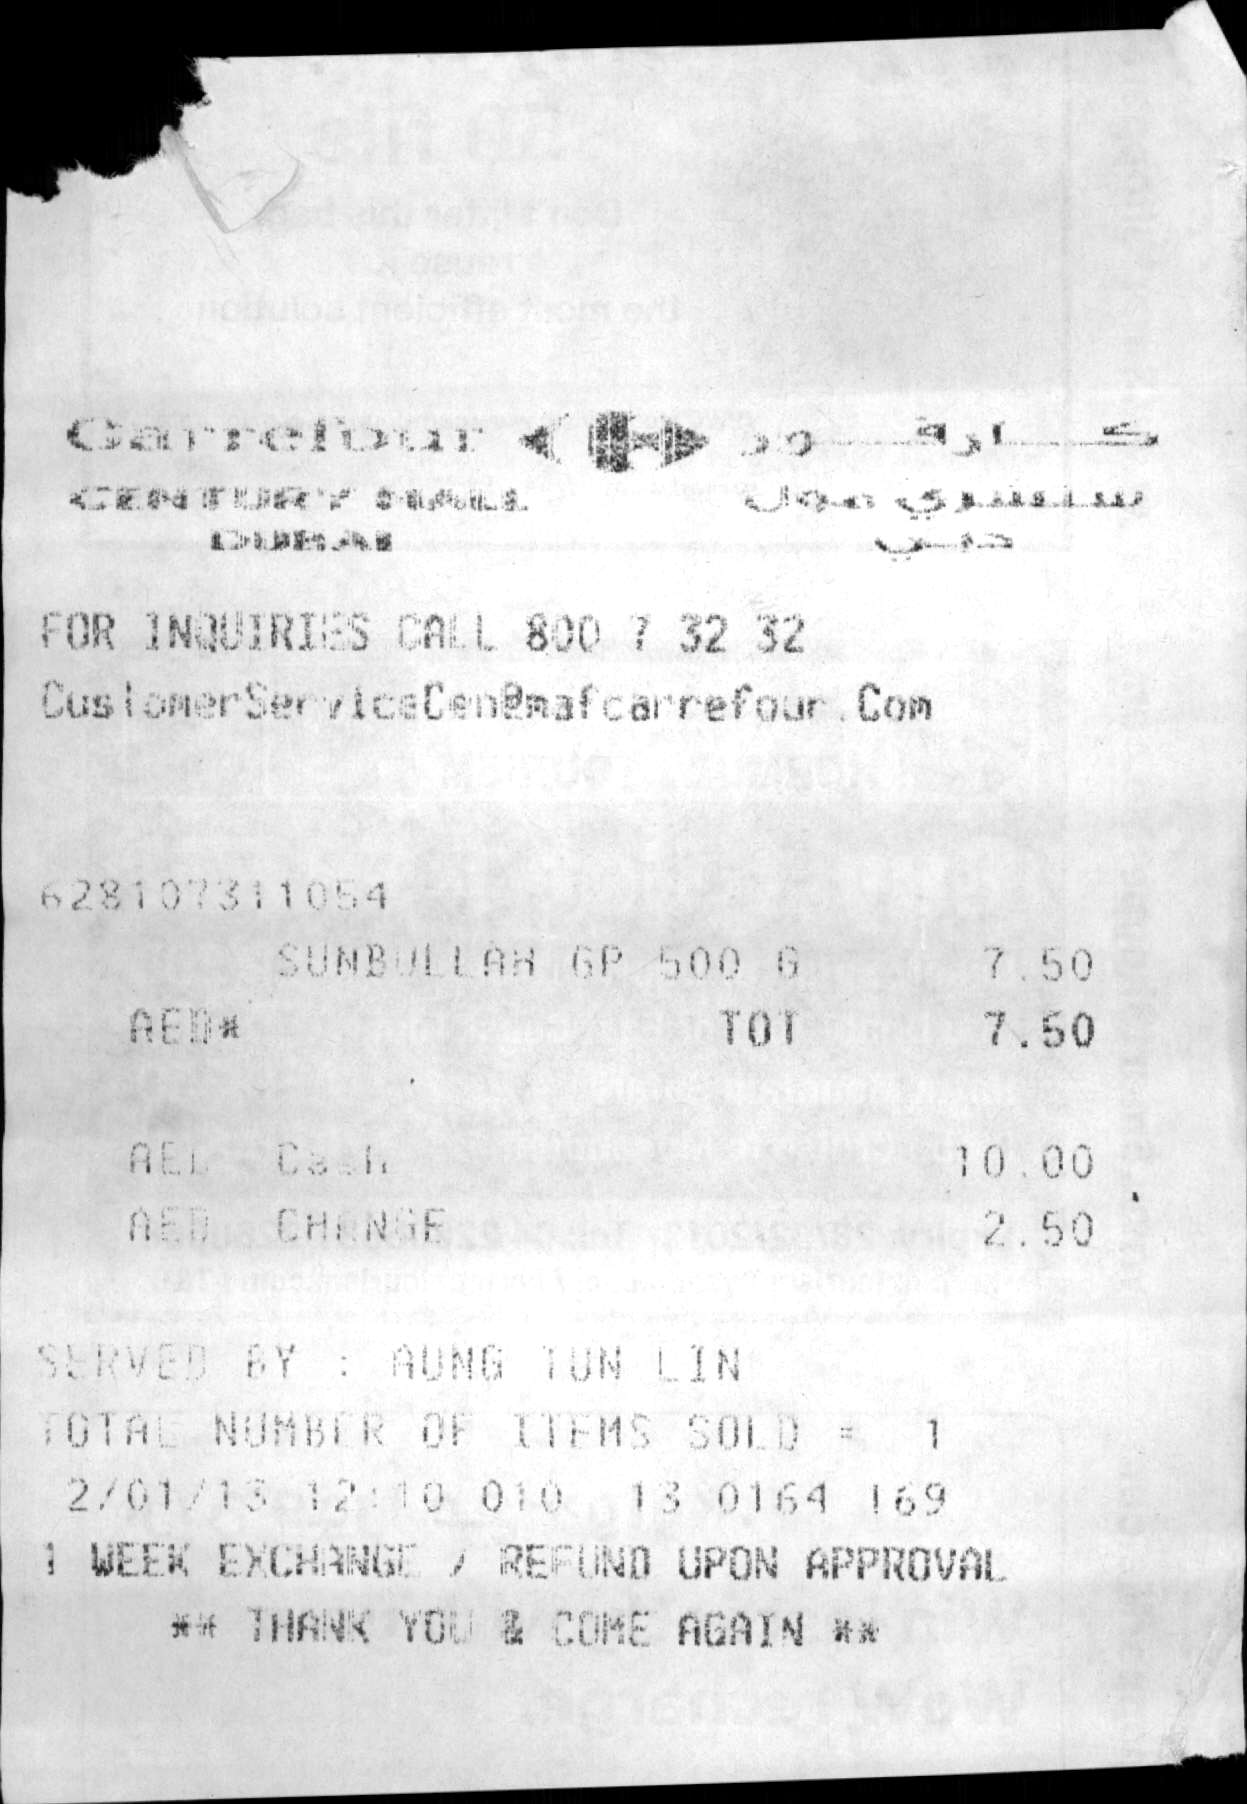 Carrefour كارفور
CENTURY MALL سنشري مول
DUBAI دبي
FOR INQUIRIES CALL 800 7 32 32
CustomerServiceCen@mafcarrefour.Com
628107311054
SUNBULLAH GP 500 G 7.50
AED* TOT 7.50
AED Cash 10.00
AED CHANGE 2.50
SERVED BY : AUNG TUN LIN
TOTAL NUMBER OF ITEMS SOLD = 1
2/01/13 12:10 010 13 0164 169
1 WEEK EXCHANGE / REFUND UPON APPROVAL
** THANK YOU & COME AGAIN **